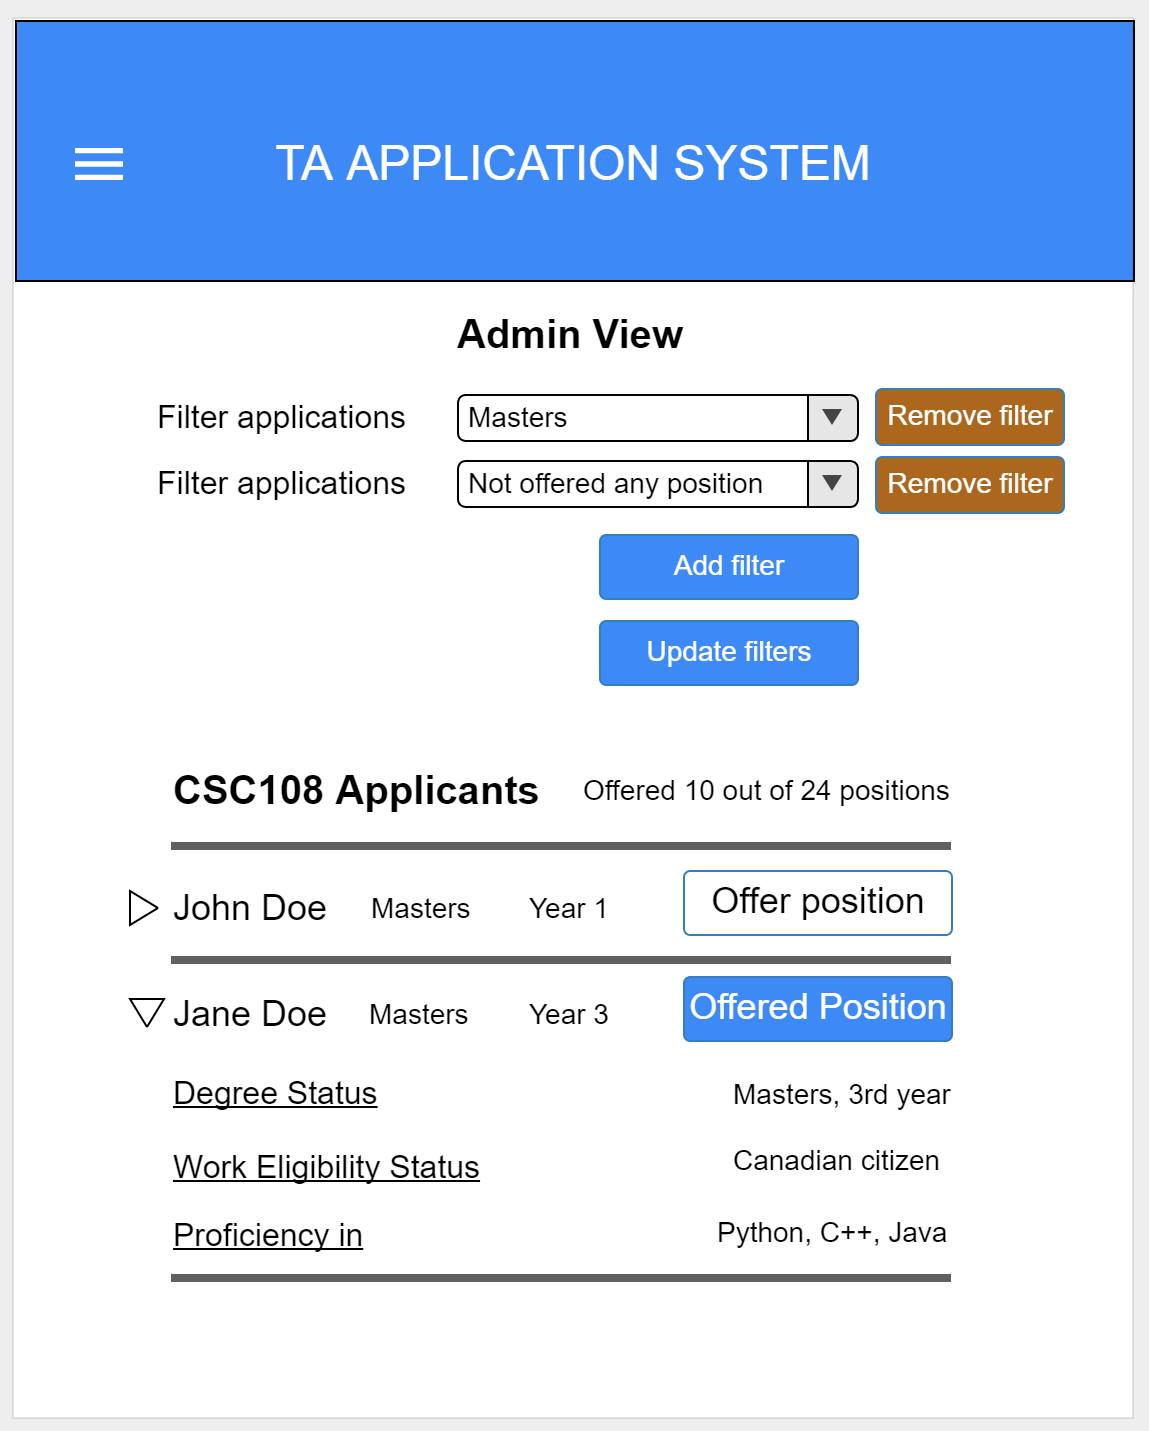 TA APPLICATION SYSTEM
Admin View
Filter applications Masters Remove filter
Filter applications Not offered any position Remove filter
Add filter
Update filters
CSC108 Applicants Offered 10 out of 24 positions
John Doe Masters Year 1 Offer position
Jane Doe Masters Year 3 Offered Position
Degree Status Masters, 3rd year
Work Eligibility Status Canadian citizen
Proficiency in Python, C++, Java